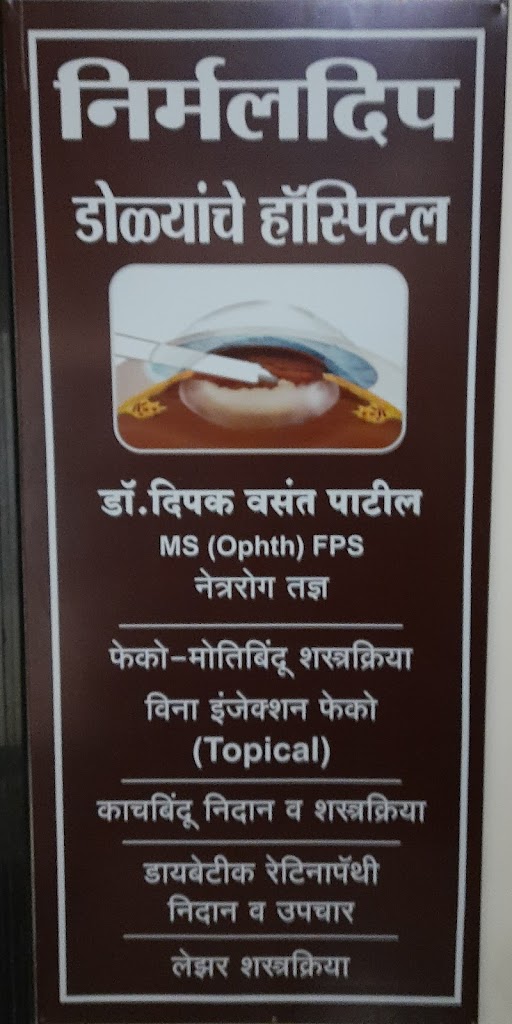 निर्मलदिप
डोळ्यांचे हॉस्पिटल
डॉ.दिपक वसंत पाटील
MS (Ophth) FPS
नेत्ररोग तज्ञ
फेको-मोतिबिंदू शस्त्रक्रिया
विना इंजेक्शन फेको
(Topical)
काचबिंदू निदान व शस्त्रक्रिया
डायबेटीक रेटिनापॅथी
निदान व उपचार
लेझर शस्त्रक्रिया